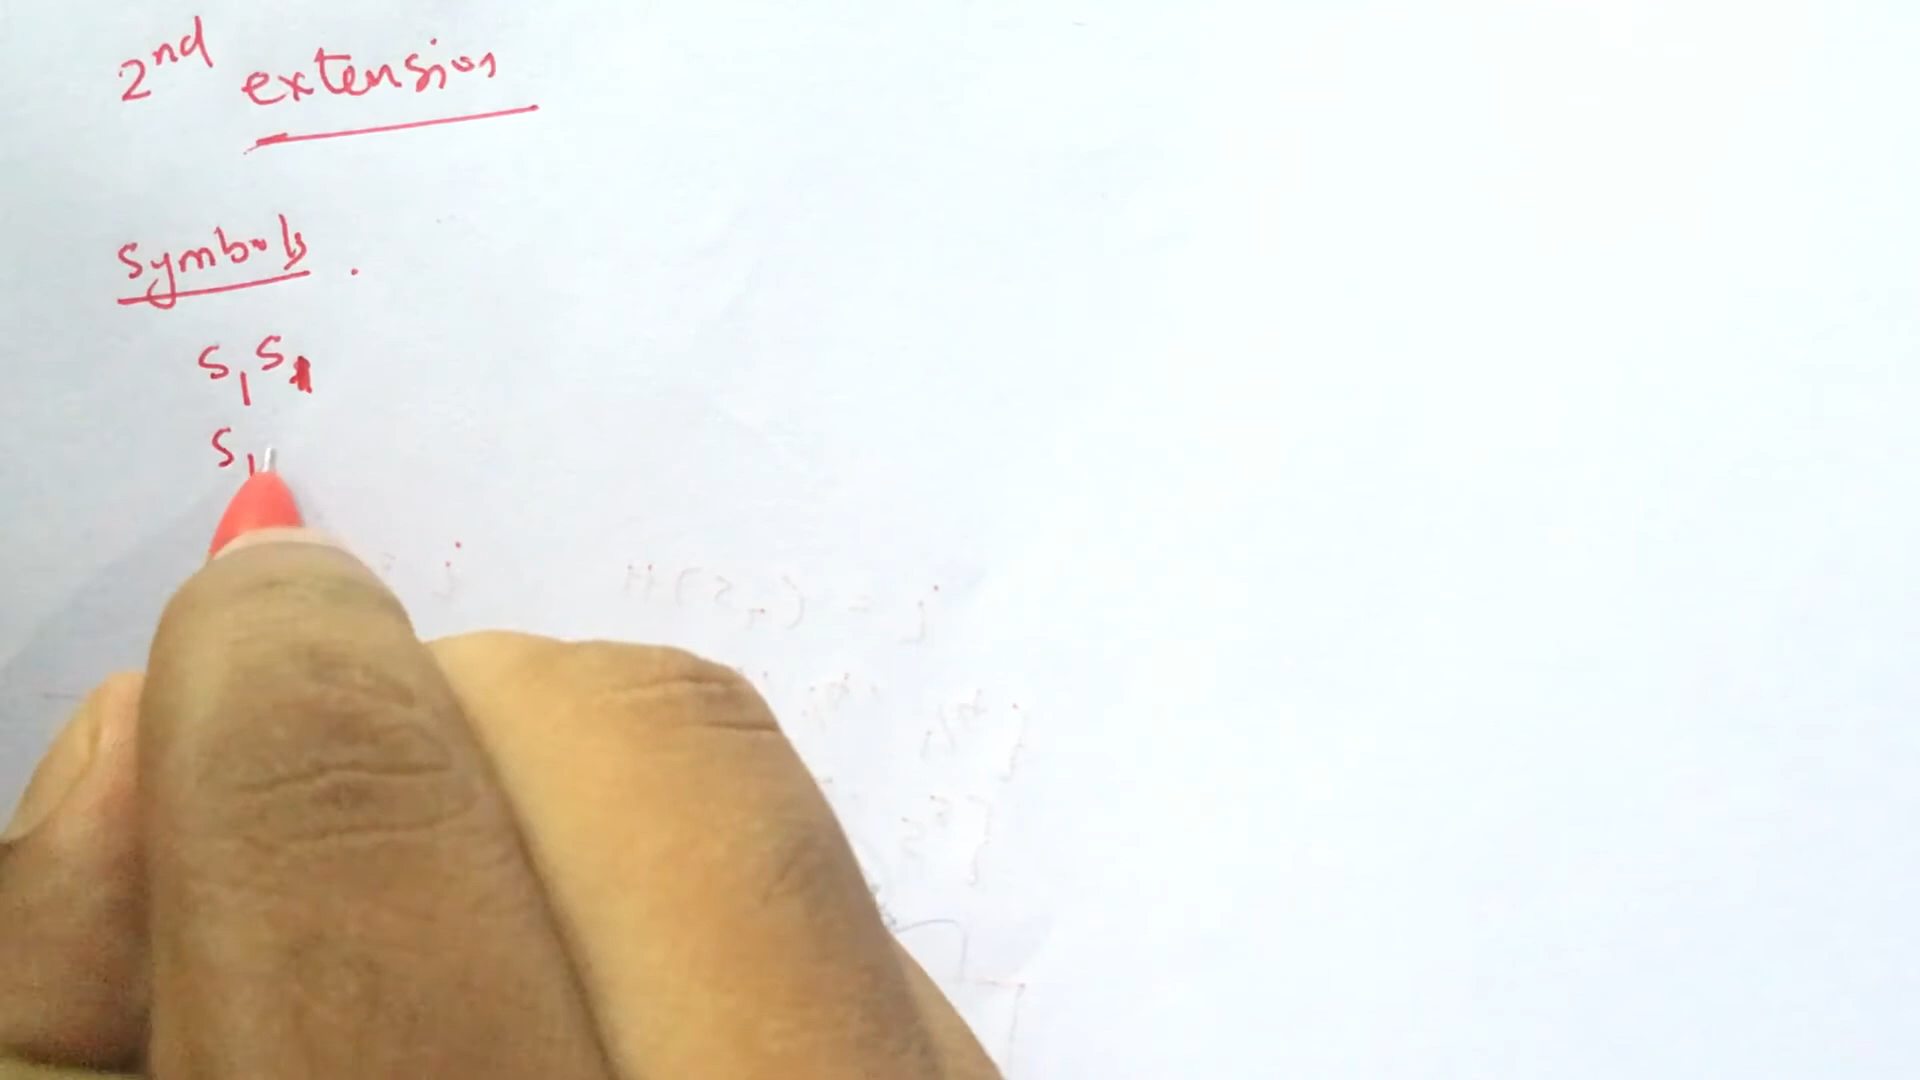 2nd extension
Symbols .
S1 S1
S1